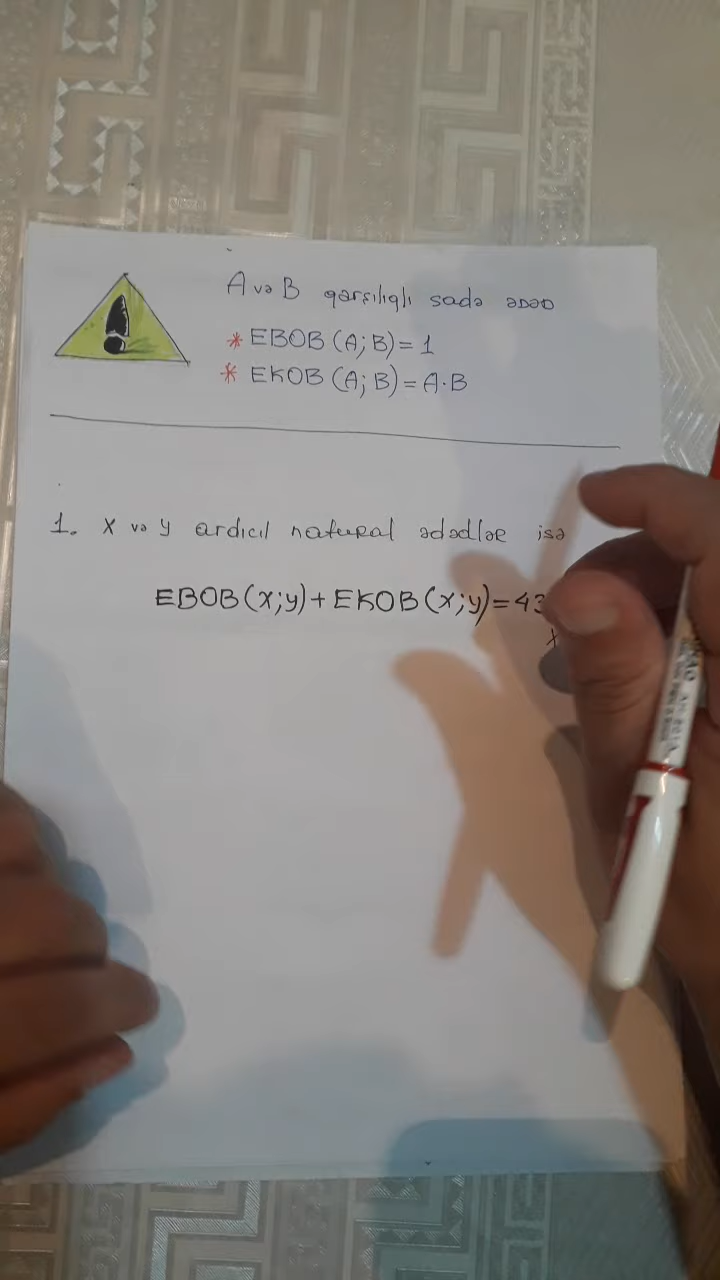 A və B qarşılıqlı sadə ədəd
* EBOB (A; B) = 1
* EKOB (A; B) = A·B
1. X və y ardıcıl natural ədədlər isə
EBOB (x;y) + EKOB (x;y) = 43
x